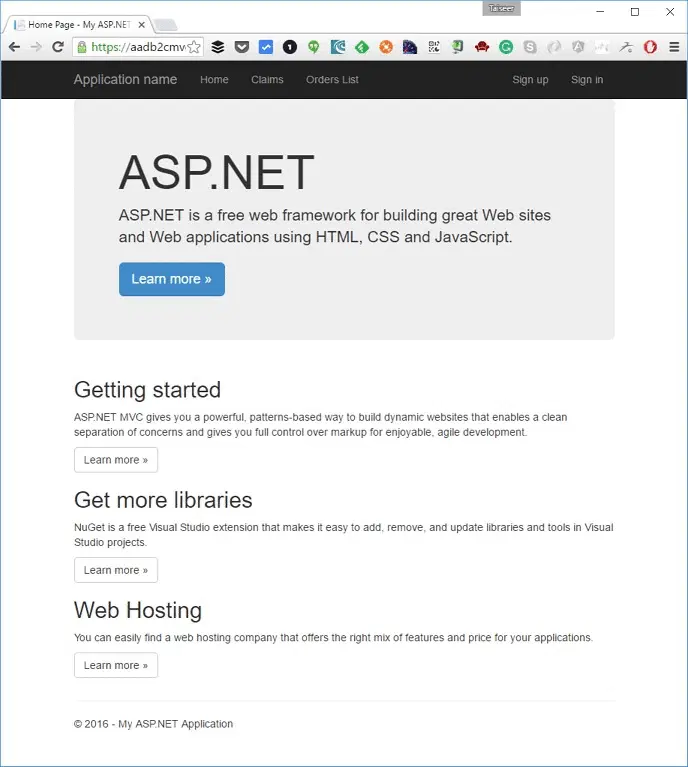 Taiseer
Home Page - My ASP.NET
https://aadb2cmv
Application name Home Claims Orders List Sign up Sign in
ASP.NET
ASP.NET is a free web framework for building great Web sites
and Web applications using HTML, CSS and JavaScript.
Learn more »
Getting started
ASP.NET MVC gives you a powerful, patterns-based way to build dynamic websites that enables a clean
separation of concerns and gives you full control over markup for enjoyable, agile development.
Learn more »
Get more libraries
NuGet is a free Visual Studio extension that makes it easy to add, remove, and update libraries and tools in Visual
Studio projects.
Learn more »
Web Hosting
You can easily find a web hosting company that offers the right mix of features and price for your applications.
Learn more »
© 2016 - My ASP.NET Application